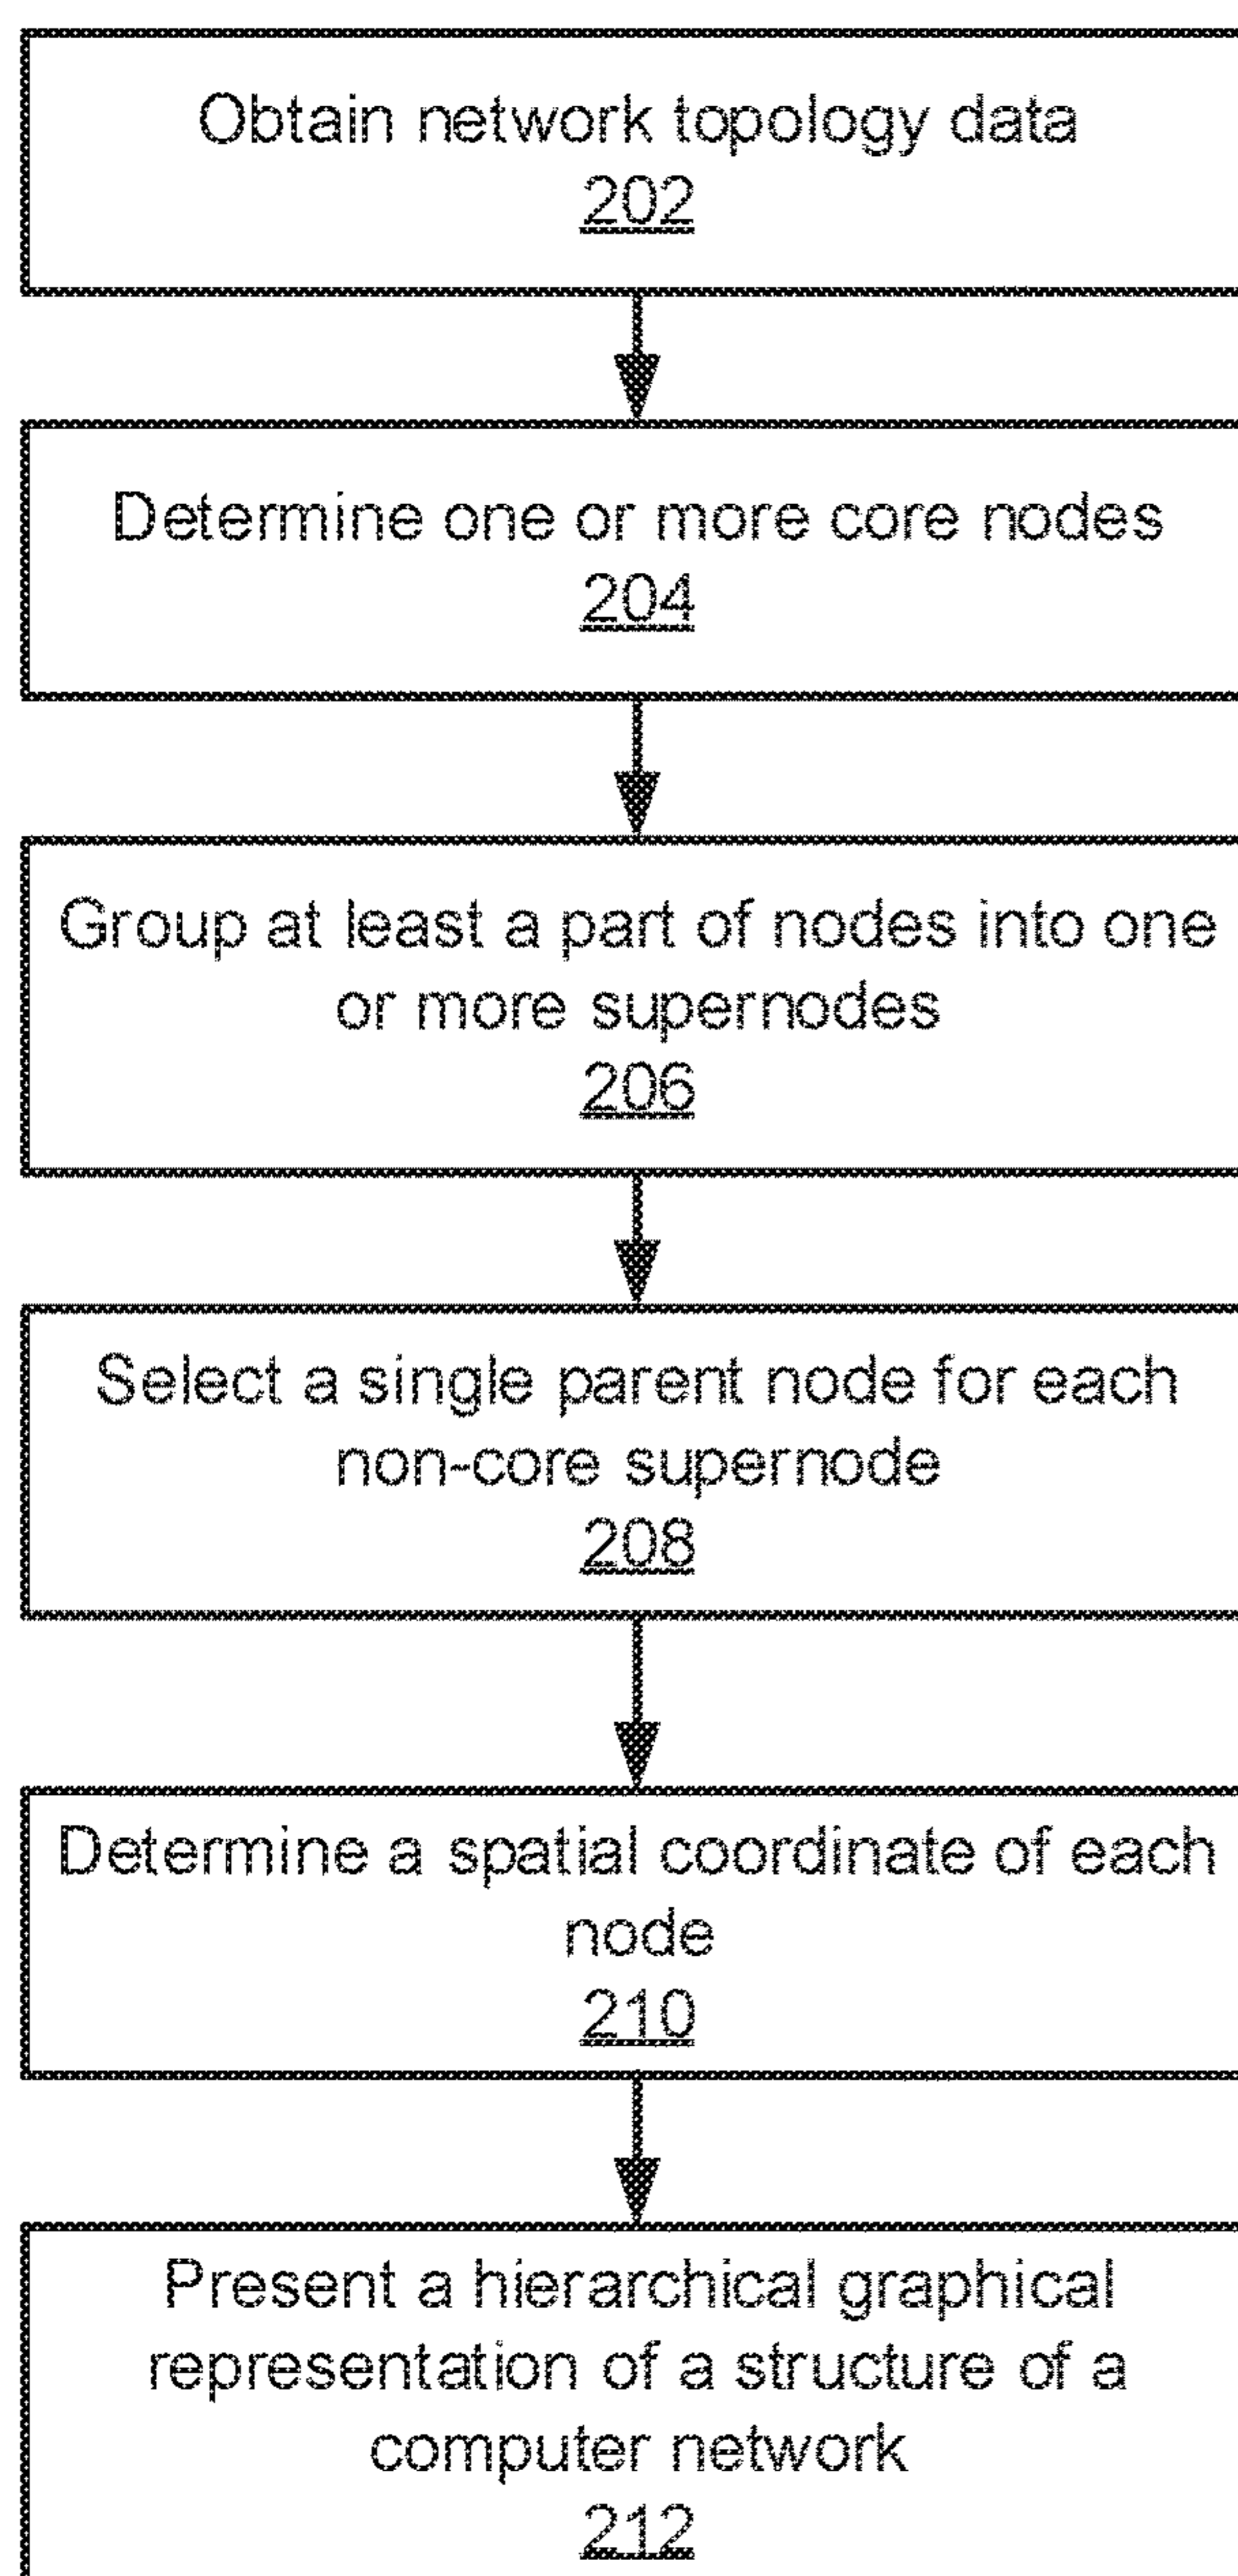 Obtain network topology data
202
Determine one or more core nodes
204
Group at least a part of nodes into one
or more supernodes
206
Select a single parent node for each
non-core supernode
208
Determine a spatial coordinate of each
node
210
Present a hierarchical graphical
representation of a structure of a
computer network
212